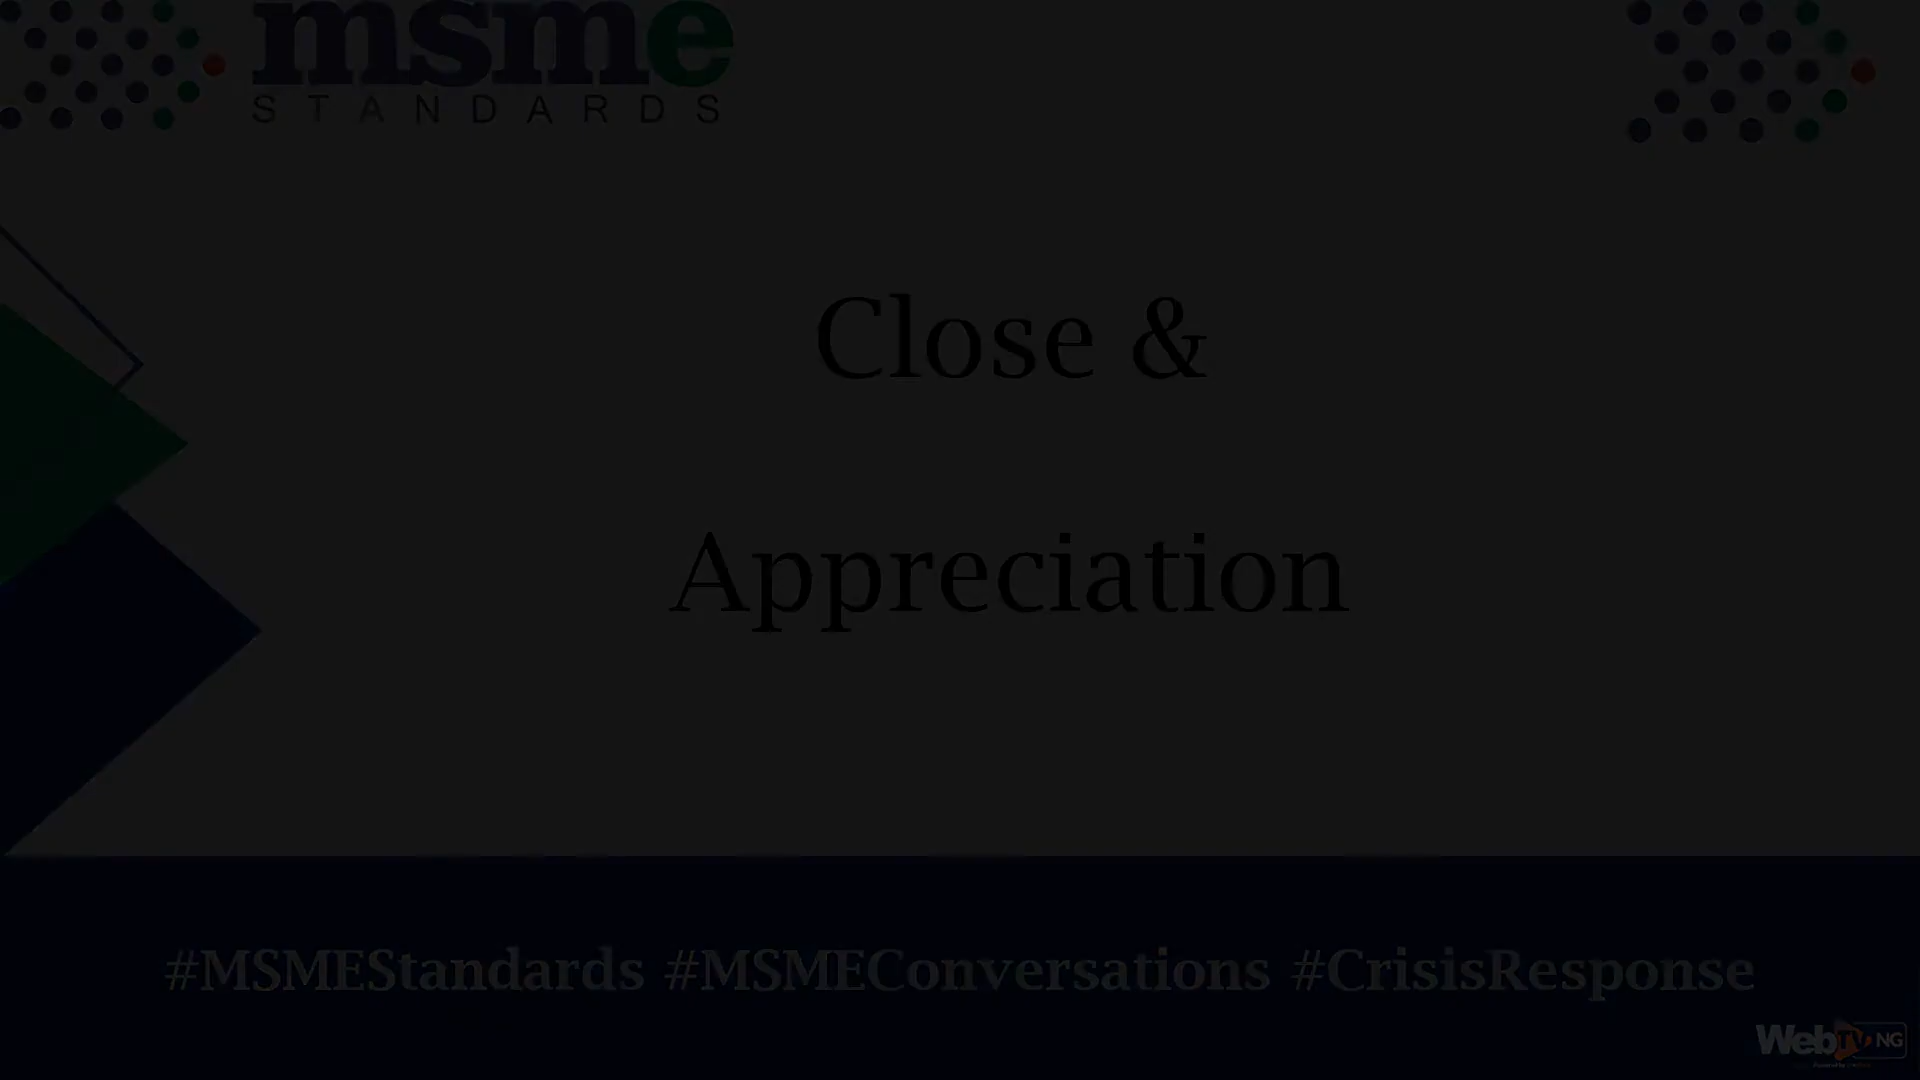 msme
STANDARDS
Close &
Appreciation
#MSMEStandards #MSMEConversations #CrisisResponse
WebTV NG